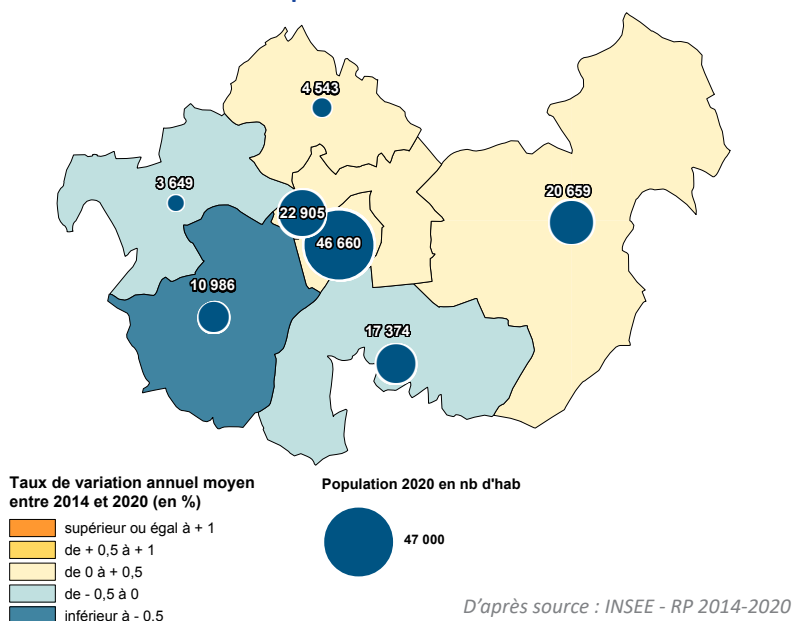 4 543
3 649
20 659
22 905
46 660
10 986
17 374
Taux de variation annuel moyen
entre 2014 et 2020 (en %)
supérieur ou égal à + 1
de + 0,5 à + 1
de 0 à + 0,5
de - 0,5 à 0
inférieur à - 0,5
Population 2020 en nb d'hab
47 000
D'après source : INSEE - RP 2014-2020